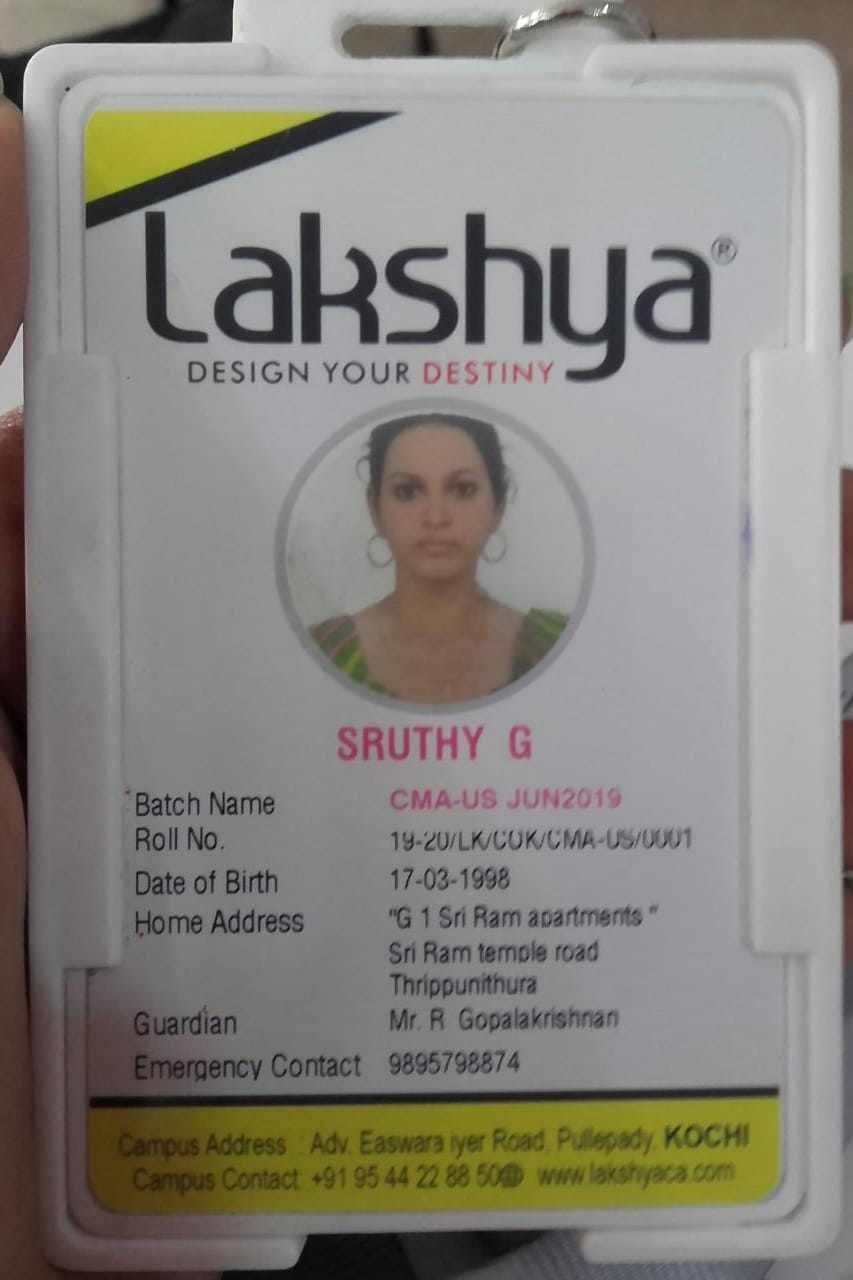 Lakshya®
DESIGN YOUR DESTINY
SRUTHY G
Batch Name CMA-US JUN2019
Roll No. 19-20/LK/COK/CMA-US/0001
Date of Birth 17-03-1998
Home Address "G 1 Sri Ram apartments "
Sri Ram temple road
Thrippunithura
Guardian Mr. R Gopalakrishnan
Emergency Contact 9895798874
Campus Address : Adv. Easwara iyer Road, Pullepady, KOCHI
Campus Contact: +91 95 44 22 88 50 www.lakshyaca.com